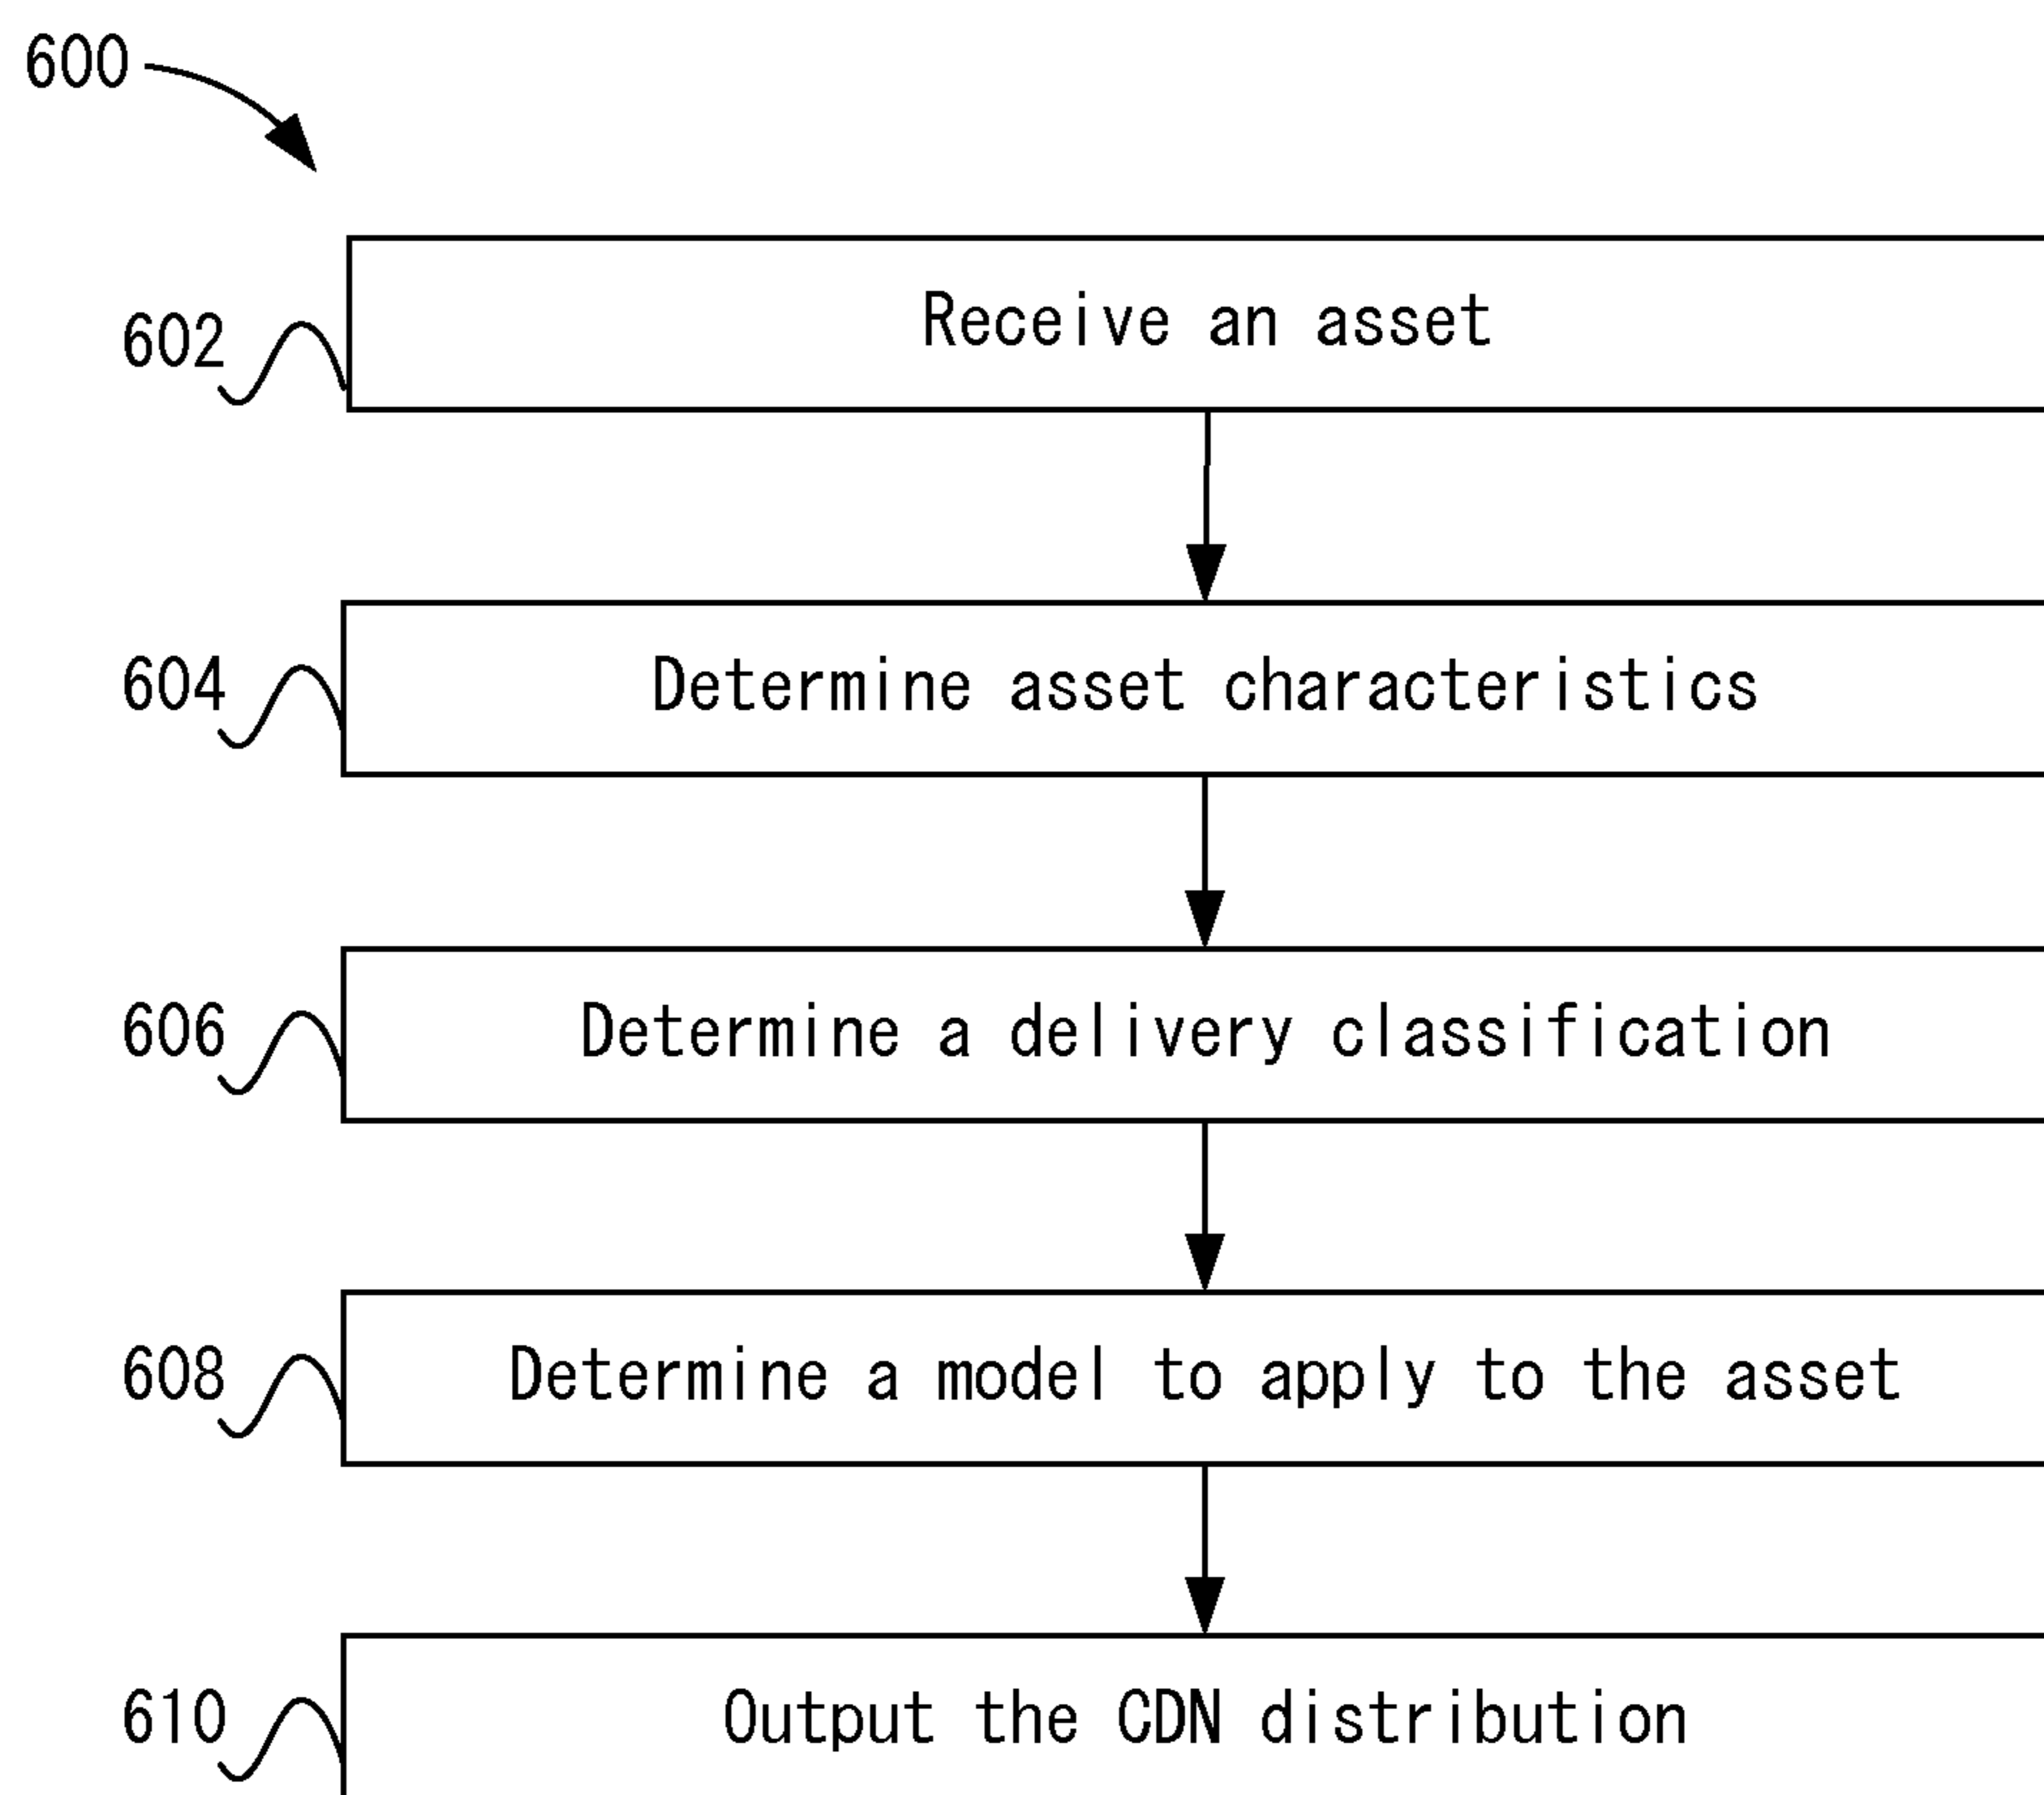 600
602
Receive an asset
604
Determine asset characteristics
606
Determine a delivery classification
608
Determine a model to apply to the asset
610
Output the CDN distribution